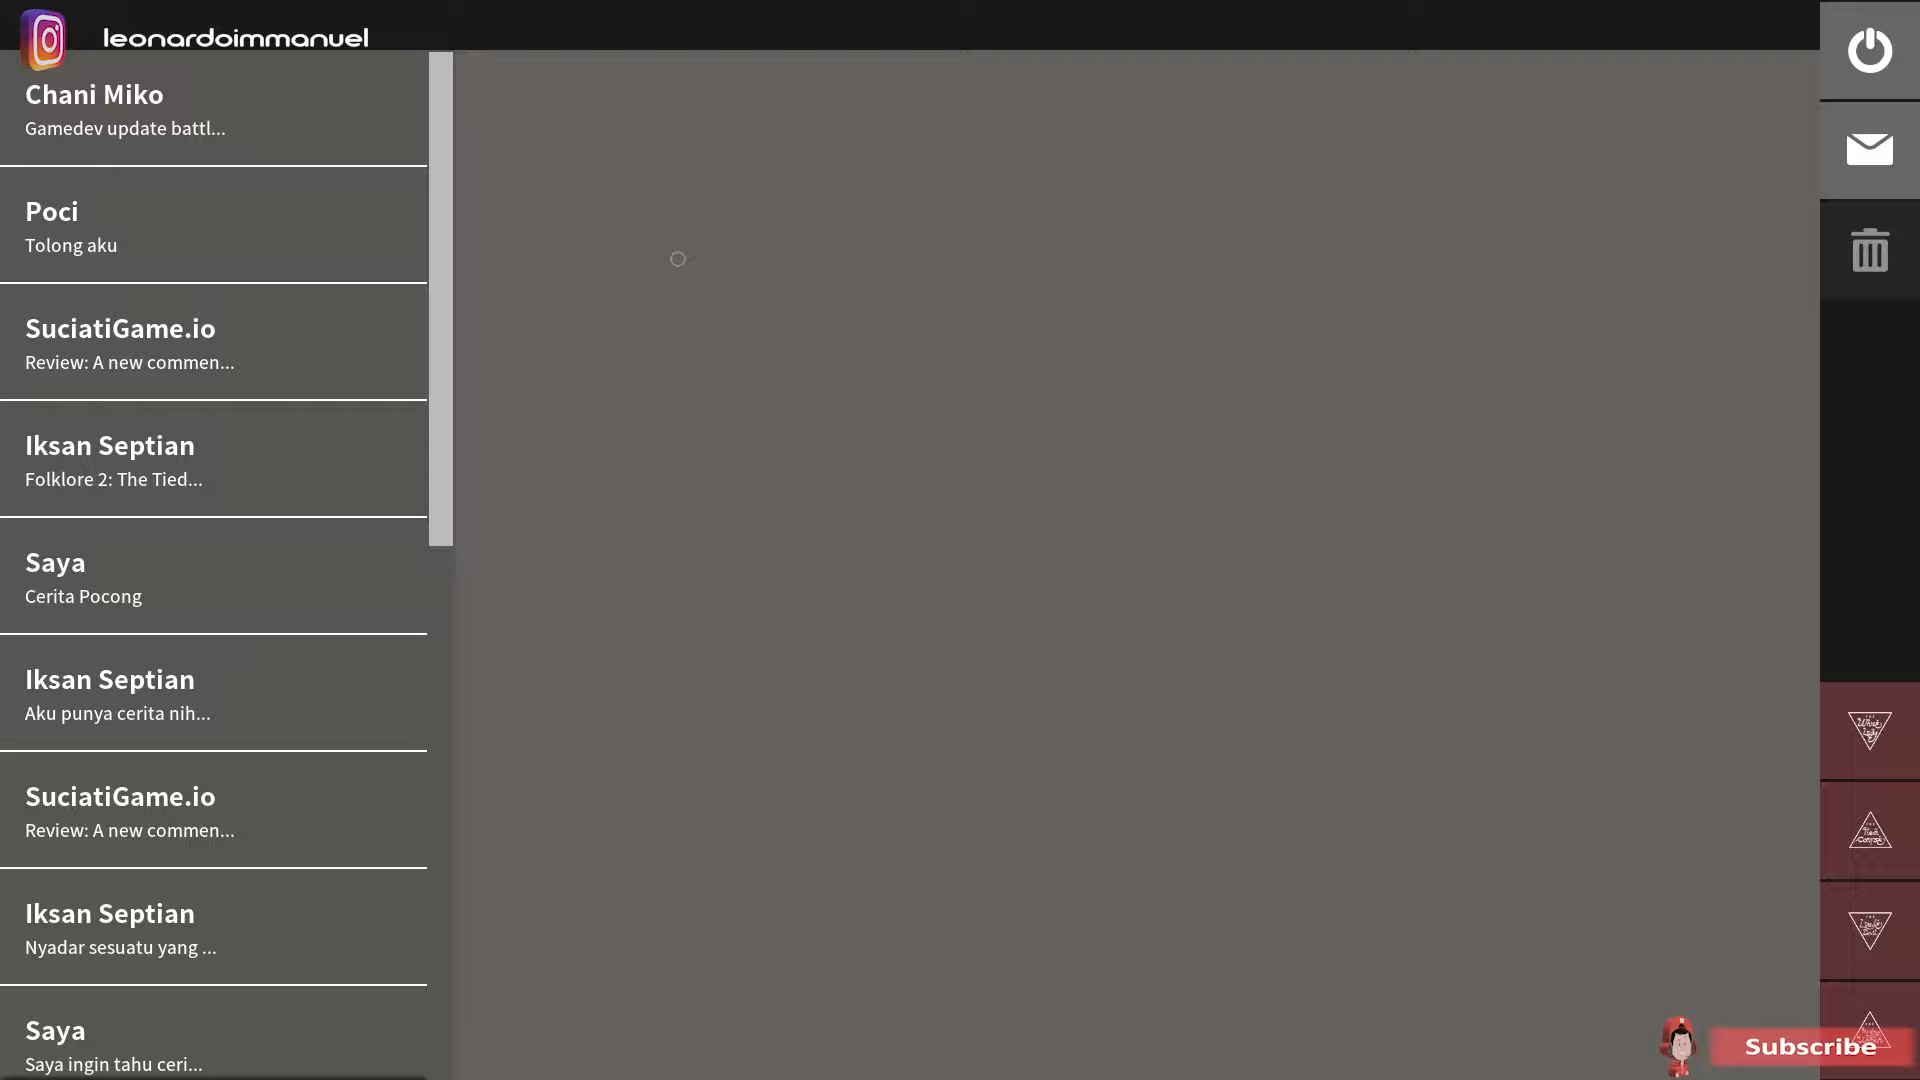 leonardoimmanuel
Chani Miko
Gamedev update battl...
Poci
Tolong aku
SuciatiGame.io
Review: A new commen...
Iksan Septian
Folklore 2: The Tied...
Saya
Cerita Pocong
Iksan Septian
Aku punya cerita nih...
SuciatiGame.io
Review: A new commen...
Iksan Septian
Nyadar sesuatu yang ...
Saya
Saya ingin tahu ceri...
Subscribe